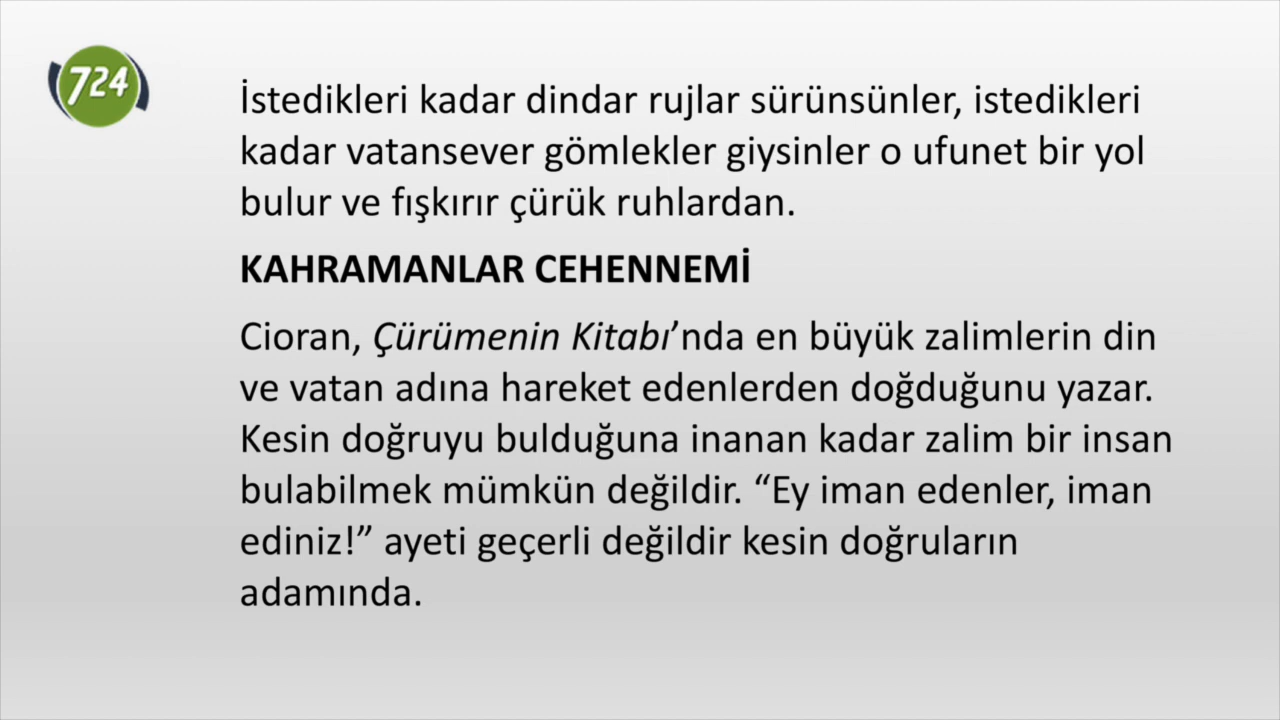 724
İstedikleri kadar dindar rujlar sürünsünler, istedikleri
kadar vatansever gömlekler giysinler o ufunet bir yol
bulur ve fışkırır çürük ruhlardan.
KAHRAMANLAR CEHENNEMİ
Cioran, Çürümenin Kitabı’nda en büyük zalimlerin din
ve vatan adına hareket edenlerden doğduğunu yazar.
Kesin doğruyu bulduğuna inanan kadar zalim bir insan
bulabilmek mümkün değildir. “Ey iman edenler, iman
ediniz!” ayeti geçerli değildir kesin doğruların
adamında.